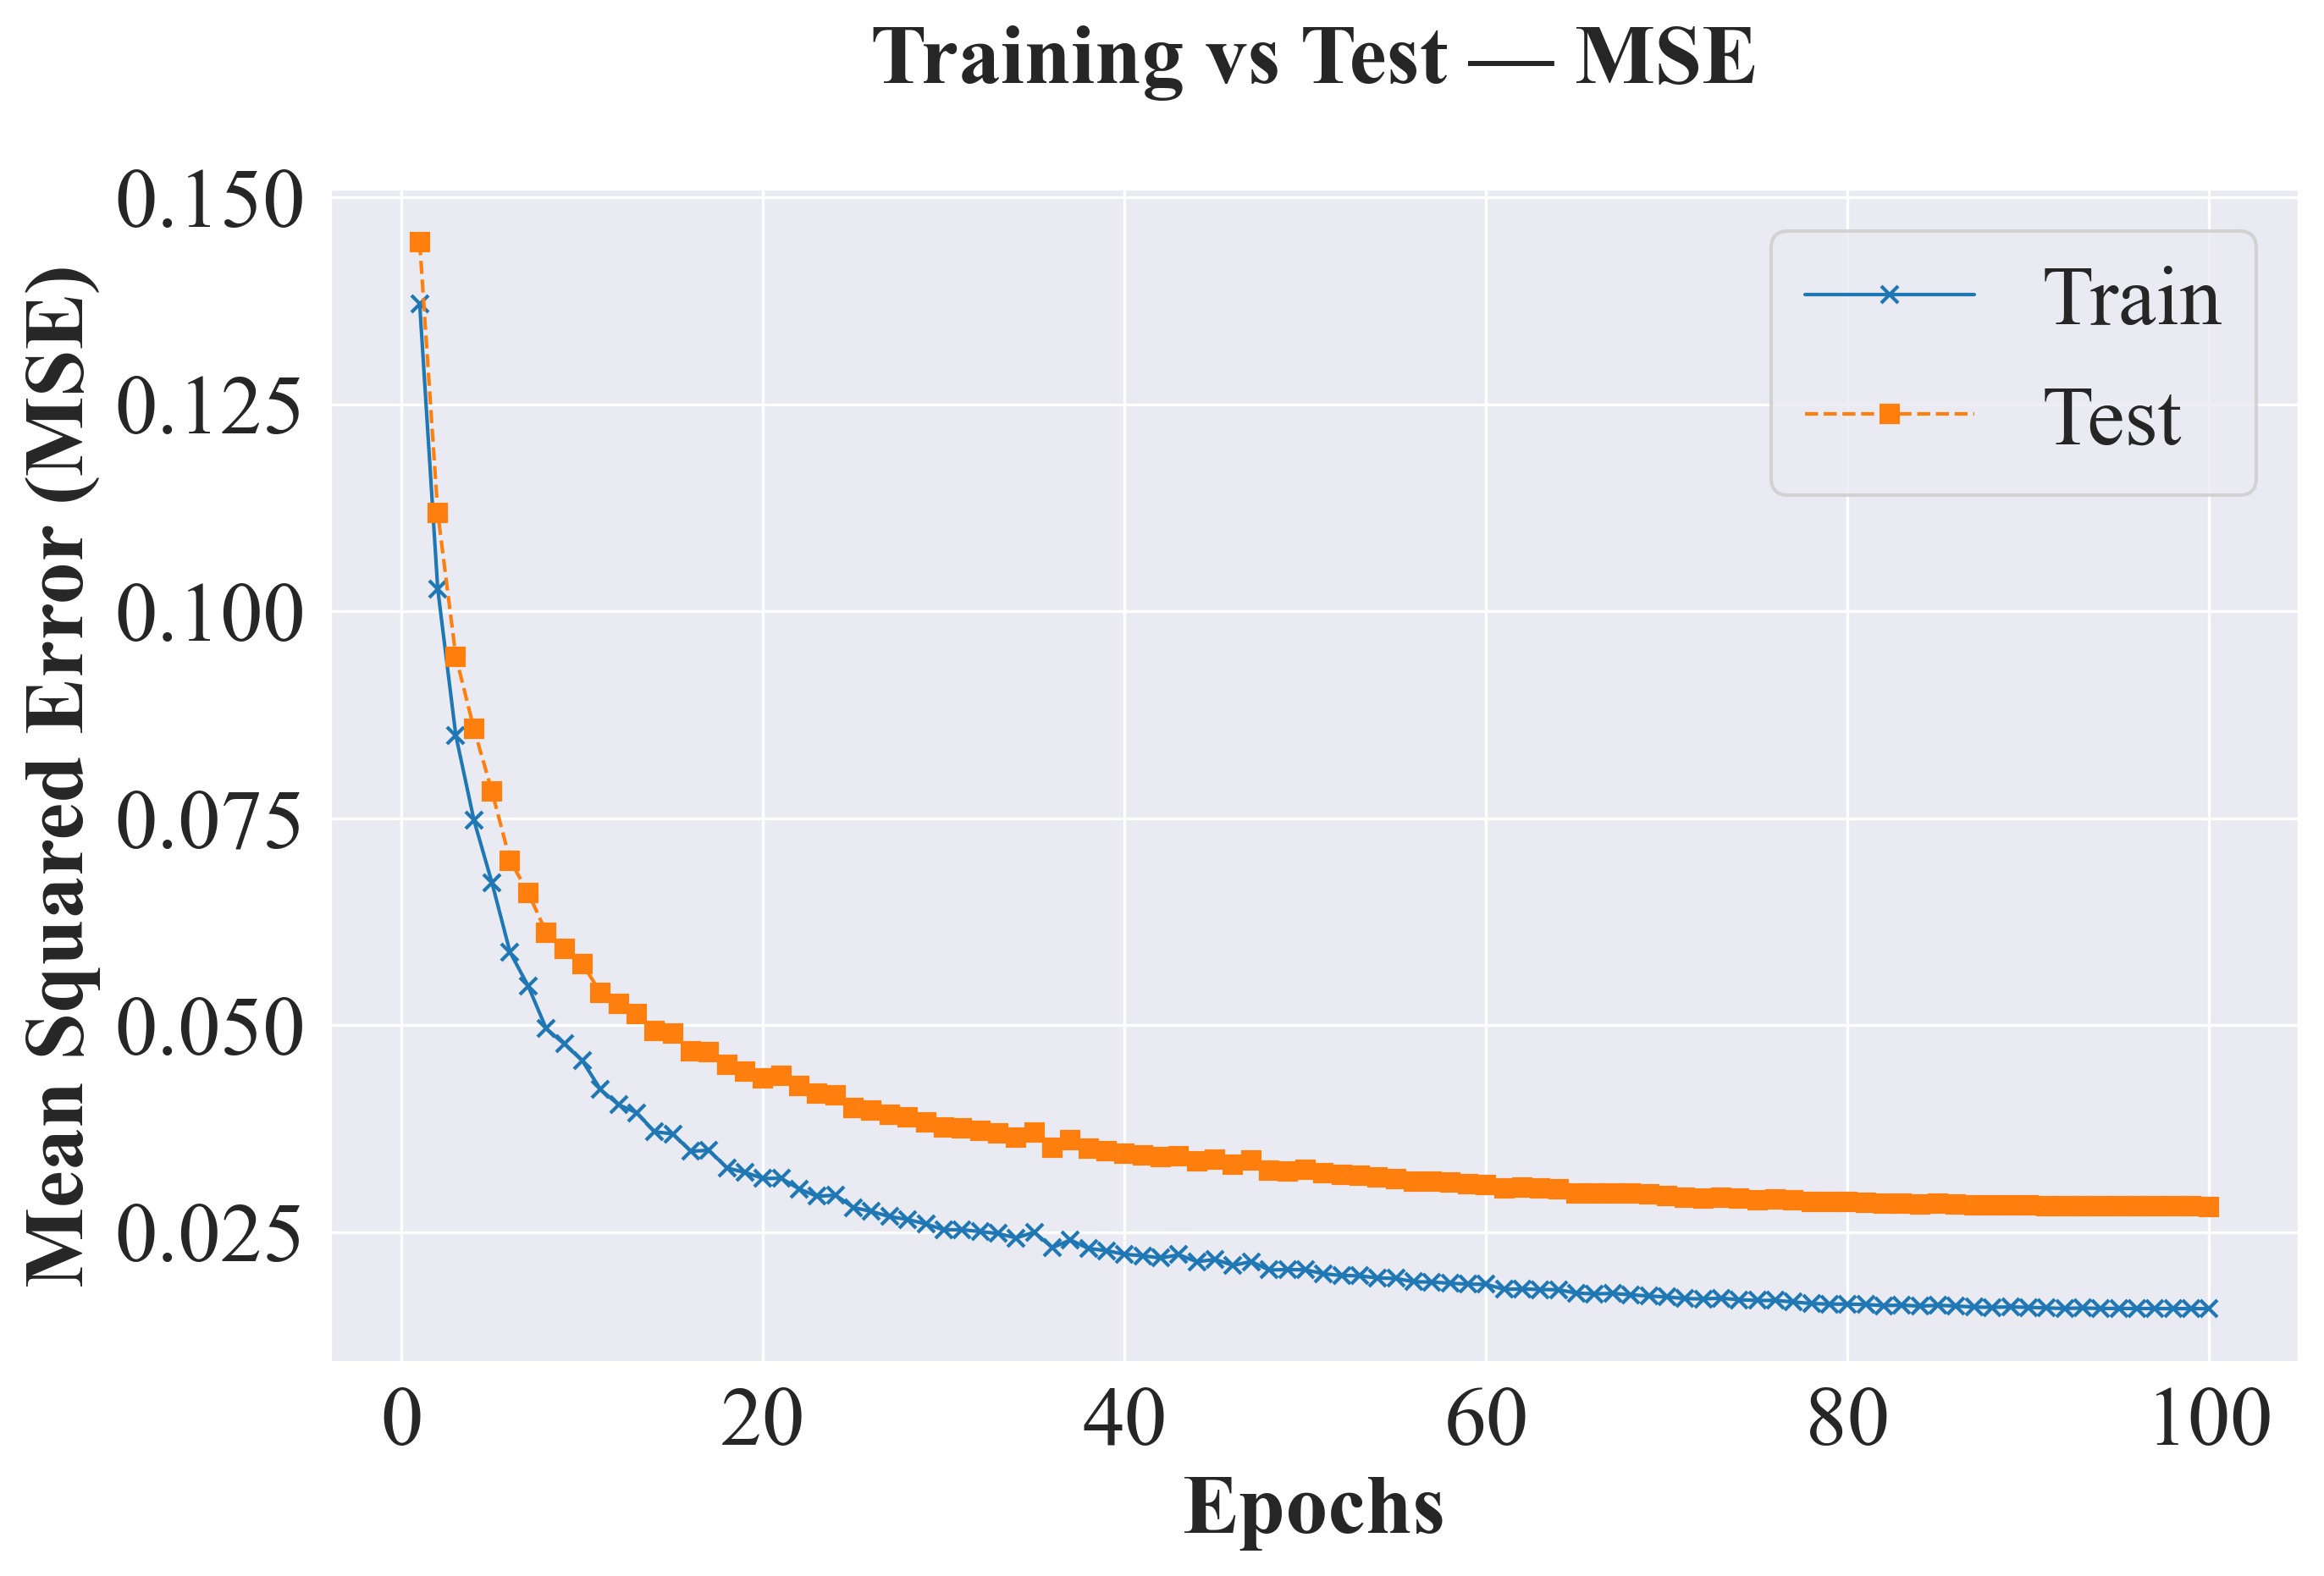 Training vs Test — MSE
Mean Squared Error (MSE)
0.150
0.125
0.100
0.075
0.050
0.025
Train
Test
0 20 40 60 80 100
Epochs